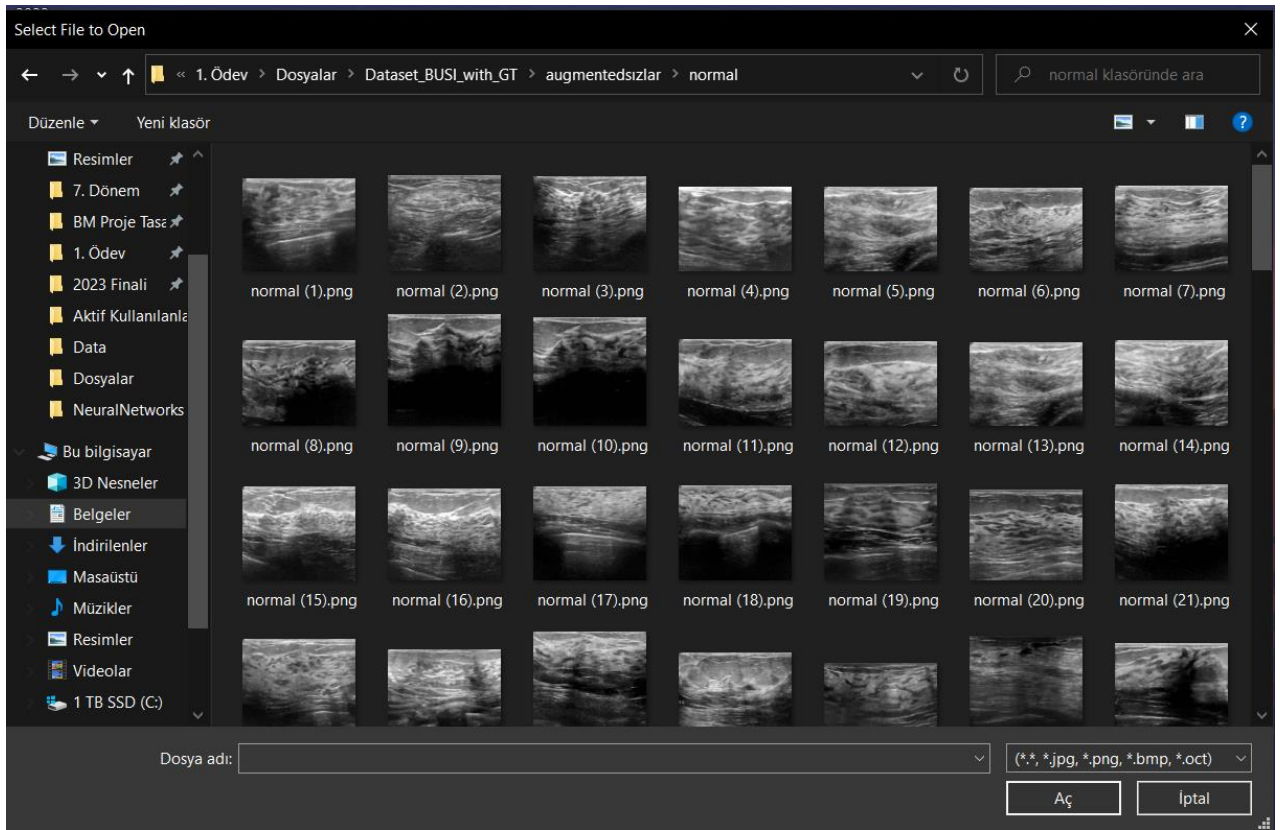 Select File to Open
« 1. Ödev > Dosyalar > Dataset_BUSI_with_GT > augmentedsızlar > normal
normal klasöründe ara
Düzenle
Yeni klasör
Resimler
7. Dönem
BM Proje Tasa
1. Ödev
2023 Finali
Aktif Kullanılanla
Data
Dosyalar
NeuralNetworks
Bu bilgisayar
3D Nesneler
Belgeler
İndirilenler
Masaüstü
Müzikler
Resimler
Videolar
1 TB SSD (C:)
normal (1).png
normal (2).png
normal (3).png
normal (4).png
normal (5).png
normal (6).png
normal (7).png
normal (8).png
normal (9).png
normal (10).png
normal (11).png
normal (12).png
normal (13).png
normal (14).png
normal (15).png
normal (16).png
normal (17).png
normal (18).png
normal (19).png
normal (20).png
normal (21).png
Dosya adı:
(*.*, *.jpg, *.png, *.bmp, *.oct)
Aç
İptal